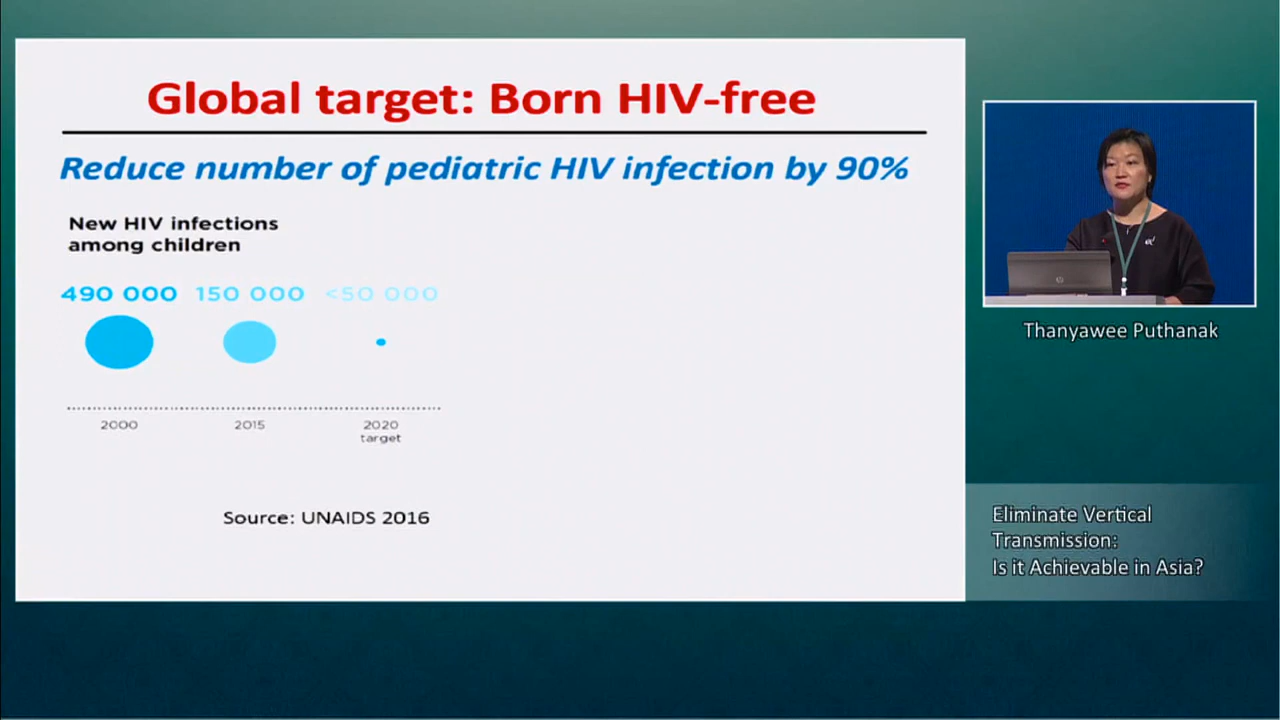 Global target: Born HIV-free
Reduce number of pediatric HIV infection by 90%
New HIV infections
among children
490 000 150 000 <50 000
2000 2015 2020
target
Source: UNAIDS 2016
Thanyawee Puthanak
Eliminate Vertical
Transmission:
Is it Achievable in Asia?